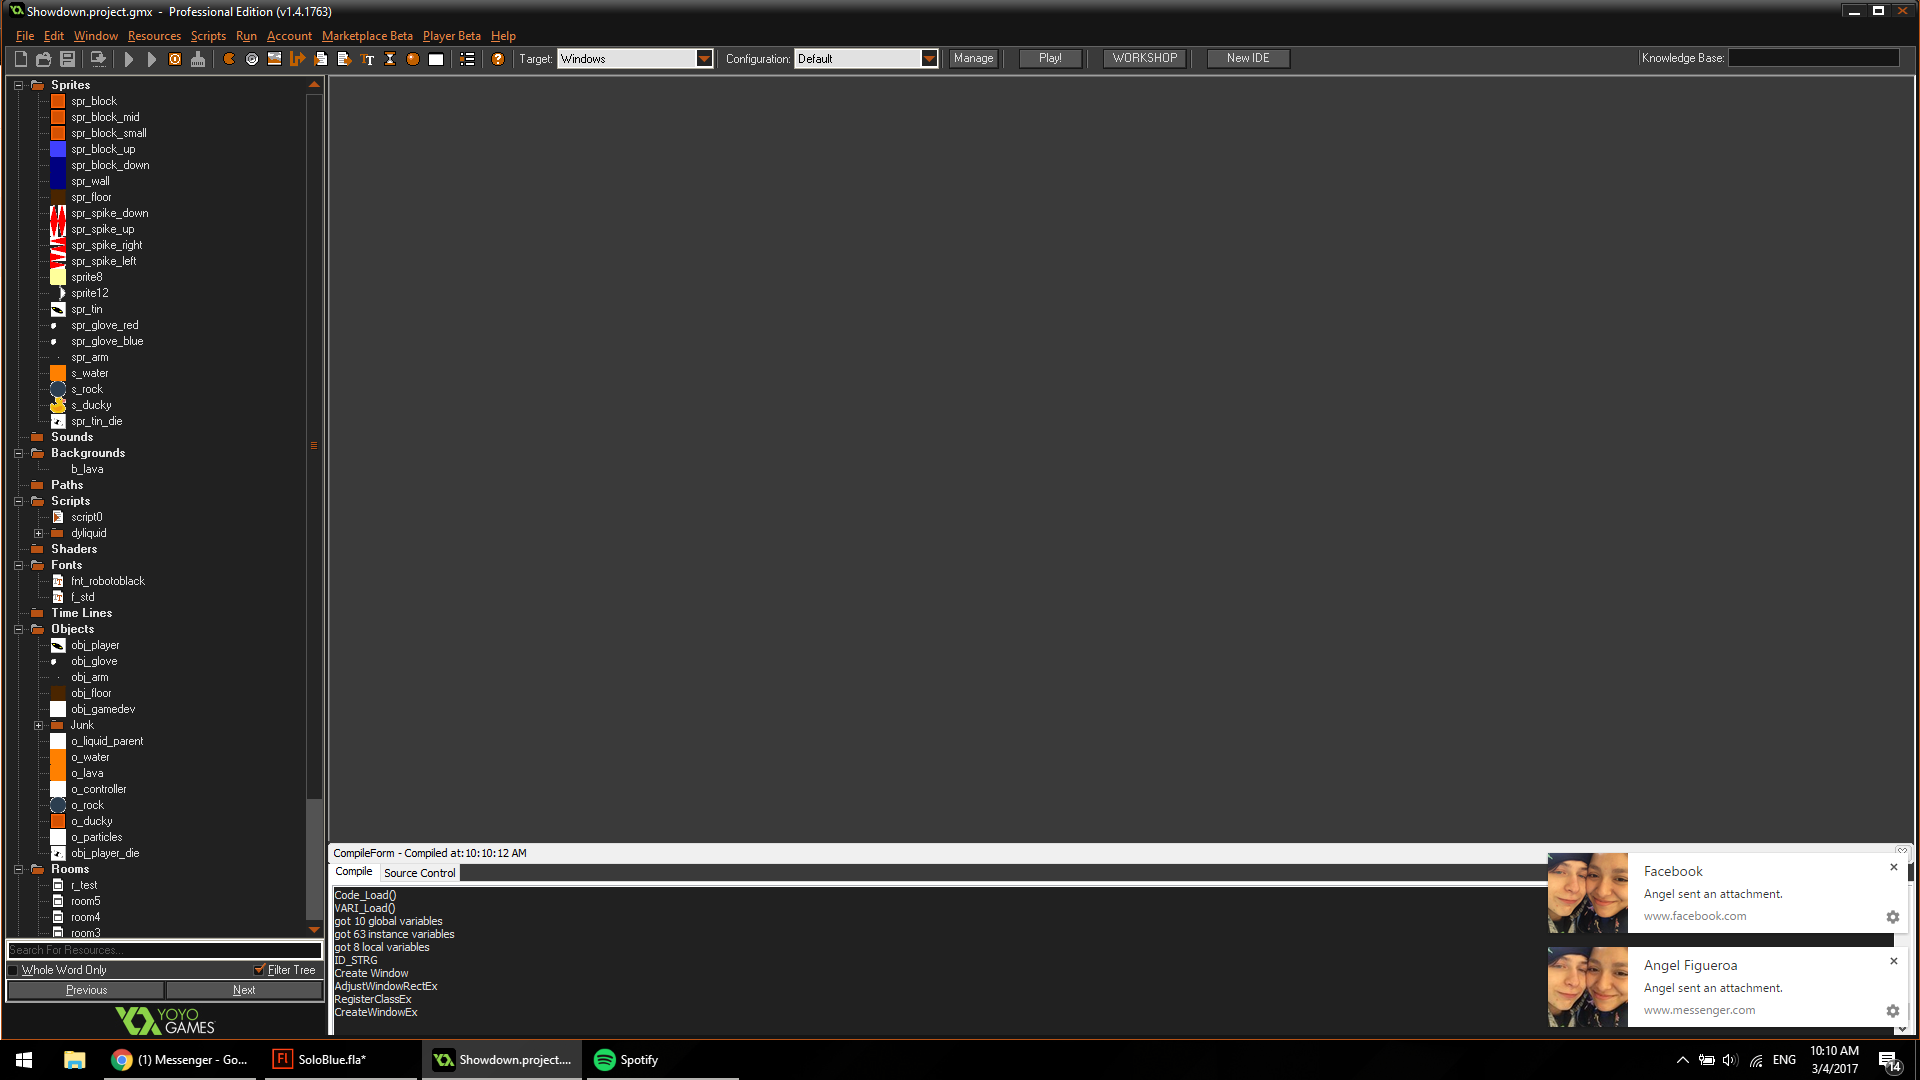 Showdown.project.gmx - Professional Edition (v1.4.1763)
File Edit Window Resources Scripts Run Account Marketplace Beta Player Beta Help
Target: Windows Configuration: Default Manage Play! WORKSHOP New IDE Knowledge Base:
Sprites
spr_block
spr_block_mid
spr_block_small
spr_block_up
spr_block_down
spr_wall
spr_floor
spr_spike_down
spr_spike_up
spr_spike_right
spr_spike_left
sprite8
sprite12
spr_tin
spr_glove_red
spr_glove_blue
spr_arm
s_water
s_rock
s_ducky
spr_tin_die
Sounds
Backgrounds
b_lava
Paths
Scripts
script0
dyliquid
Shaders
Fonts
fnt_robotoblack
f_std
Time Lines
Objects
obj_player
obj_glove
obj_arm
obj_floor
obj_gamedev
Junk
o_liquid_parent
o_water
o_lava
o_controller
o_rock
o_ducky
o_particles
obj_player_die
Rooms
r_test
room5
room4
room3
Search For Resources...
Whole Word Only Filter Tree
Previous Next
YOYO
GAMES
CompileForm - Compiled at:10:10:12 AM
Compile Source Control
Code_Load()
VARI_Load()
got 10 global variables
got 63 instance variables
got 8 local variables
ID_STRG
Create Window
AdjustWindowRectEx
RegisterClassEx
CreateWindowEx
Facebook
Angel sent an attachment.
www.facebook.com
Angel Figueroa
Angel sent an attachment.
www.messenger.com
(1) Messenger - Go...
Fl SoloBlue.fla*
Showdown.project....
Spotify
ENG
10:10 AM
3/4/2017
14